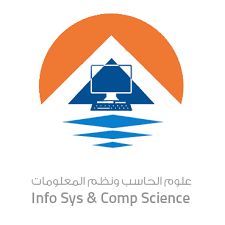 علوم الحاسب ونظم المعلومات
Info Sys & Comp Science